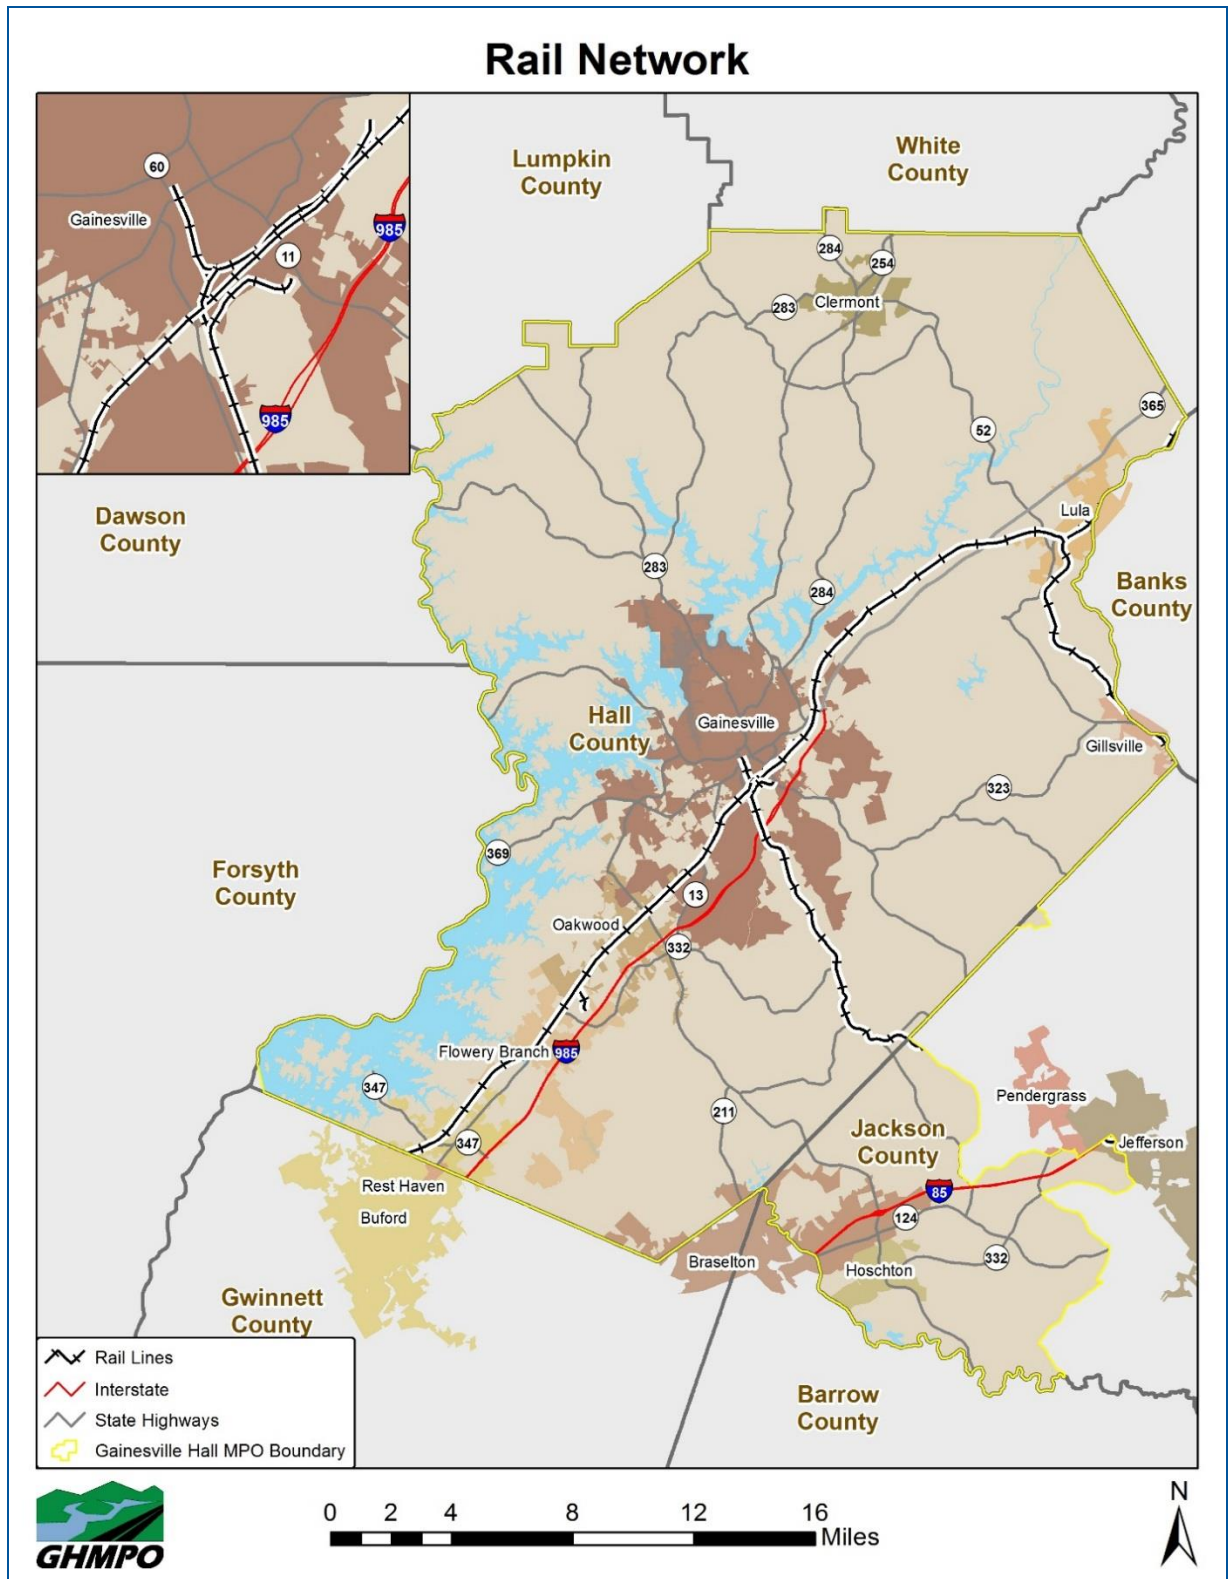 Rail Network
60
Gainesville
11
985
985
Lumpkin
County
White
County
284
254
283
Clermont
365
52
Dawson
County
Lula
283
284
Banks
County
Hall
County
Gainesville
Gillsville
323
369
Forsyth
County
13
Oakwood
332
Flowery Branch
985
347
211
Pendergrass
347
Jackson
County
Jefferson
Rest Haven
85
Buford
124
Braselton
Hoschton
332
Gwinnett
County
Barrow
County
Rail Lines
Interstate
State Highways
Gainesville Hall MPO Boundary
GHMPO
0 2 4 8 12 16
Miles
N